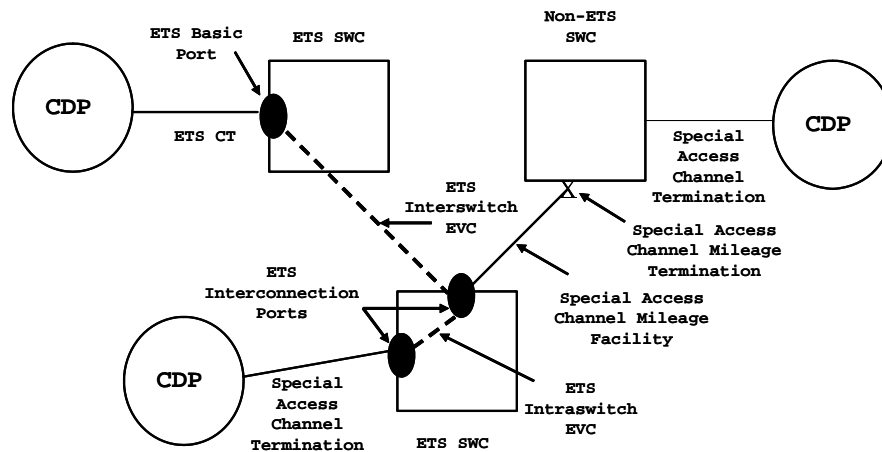 Non-ETS
SWC
ETS Basic
Port
ETS SWC
CDP
ETS CT
CDP
Special
Access
Channel
Termination
ETS
Interswitch
EVC
X
Special Access
Channel Mileage
Termination
ETS
Interconnection
Ports
Special Access
Channel Mileage
Facility
CDP
Special
Access
Channel
Termination
ETS
Intraswitch
EVC
ETS SWC